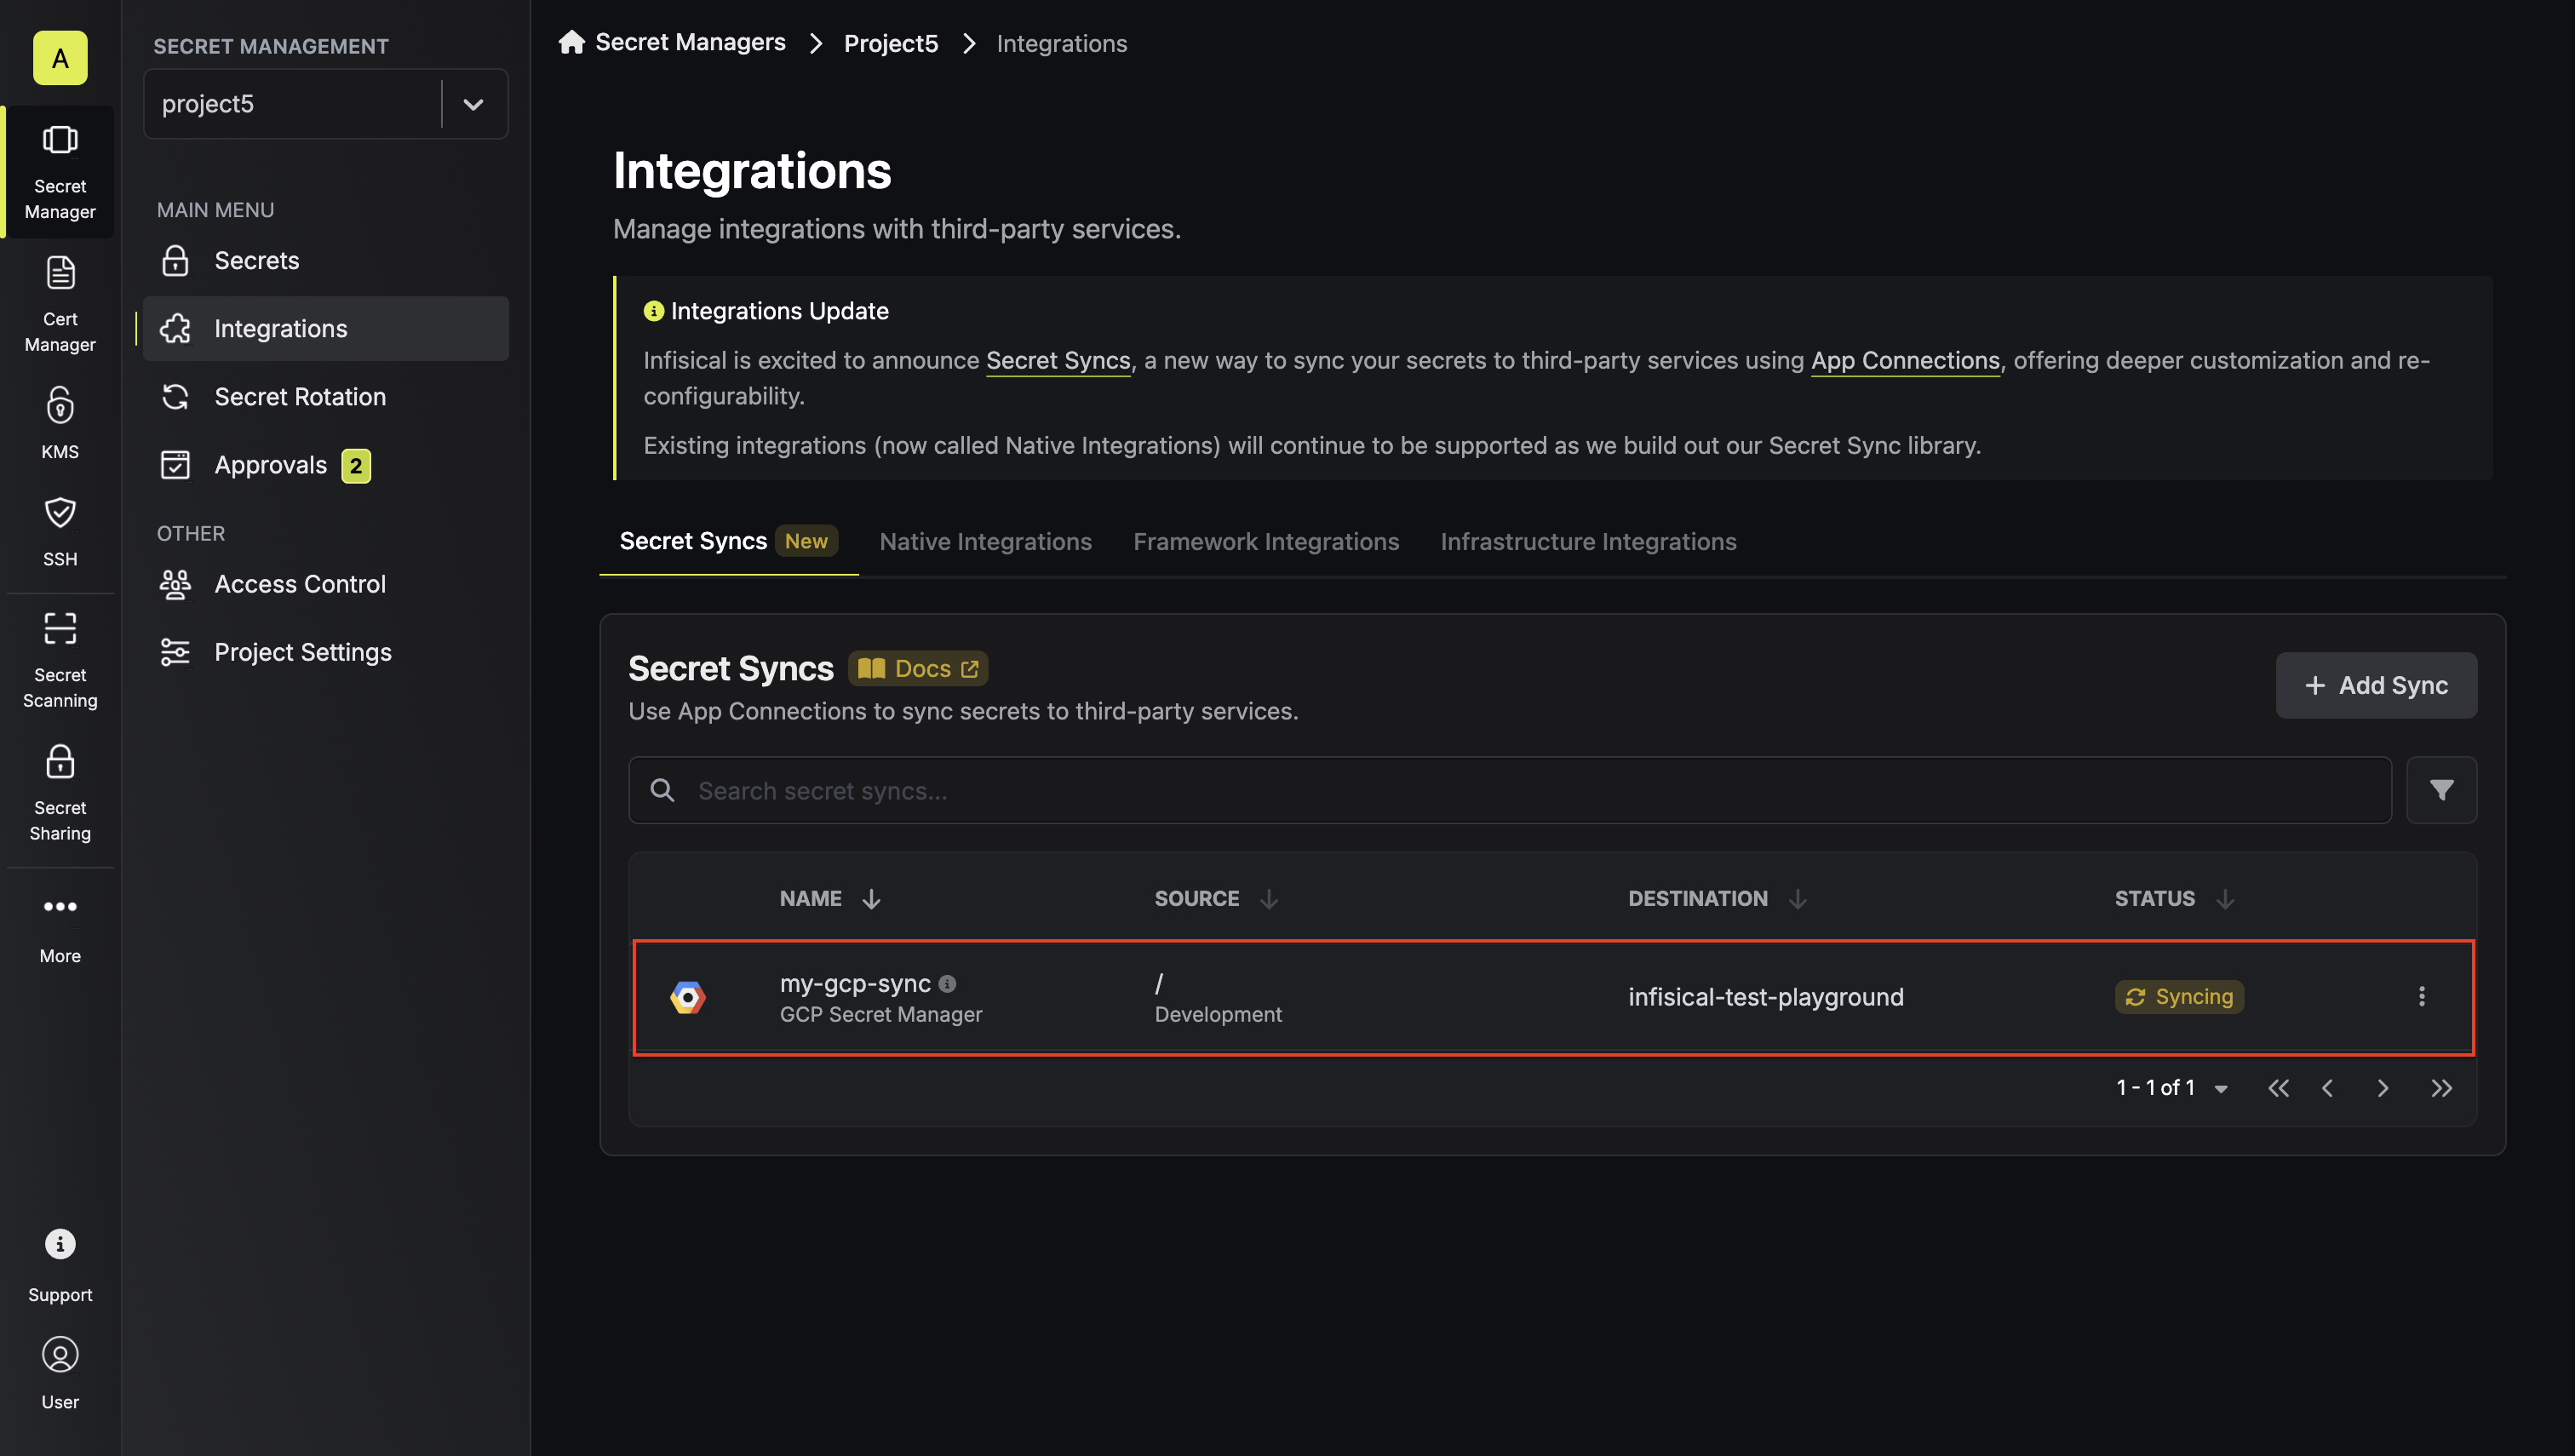 A
Secret
Manager
Cert
Manager
KMS
SSH
Secret
Scanning
Secret
Sharing
More
Support
User
SECRET MANAGEMENT
project5
MAIN MENU
Secrets
Integrations
Secret Rotation
Approvals 2
OTHER
Access Control
Project Settings
Secret Managers Project5 Integrations
Integrations
Manage integrations with third-party services.
Integrations Update
Infisical is excited to announce Secret Syncs, a new way to sync your secrets to third-party services using App Connections, offering deeper customization and re-
configurability.
Existing integrations (now called Native Integrations) will continue to be supported as we build out our Secret Sync library.
Secret Syncs New Native Integrations Framework Integrations Infrastructure Integrations
Secret Syncs Docs
Use App Connections to sync secrets to third-party services.
+ Add Sync
Search secret syncs...
NAME SOURCE DESTINATION STATUS
my-gcp-sync / infisical-test-playground Syncing
GCP Secret Manager Development
1 - 1 of 1